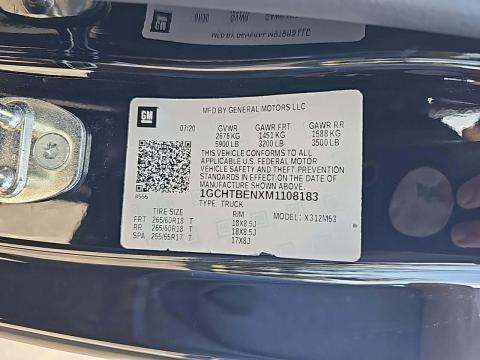 GM
MFD BY GENERAL MOTORS LLC
07/20 GVWR GAWR FRT GAWR RR
2676 KG 1451 KG 1588 KG
5900 LB 3200 LB 3500 LB
THIS VEHICLE CONFORMS TO ALL
APPLICABLE U.S. FEDERAL MOTOR
VEHICLE SAFETY AND THEFT PREVENTION
STANDARDS IN EFFECT ON THE DATE OF
MANUFACTURE SHOWN ABOVE.
1GCHTBENXM1108183
TYPE: TRUCK
TIRE SIZE RIM MODEL: X312M53
FRT 265/60R18 T 18X8.5J
RR 265/60R18 T 18X8.5J
SPA 265/65R17 T 17X8J